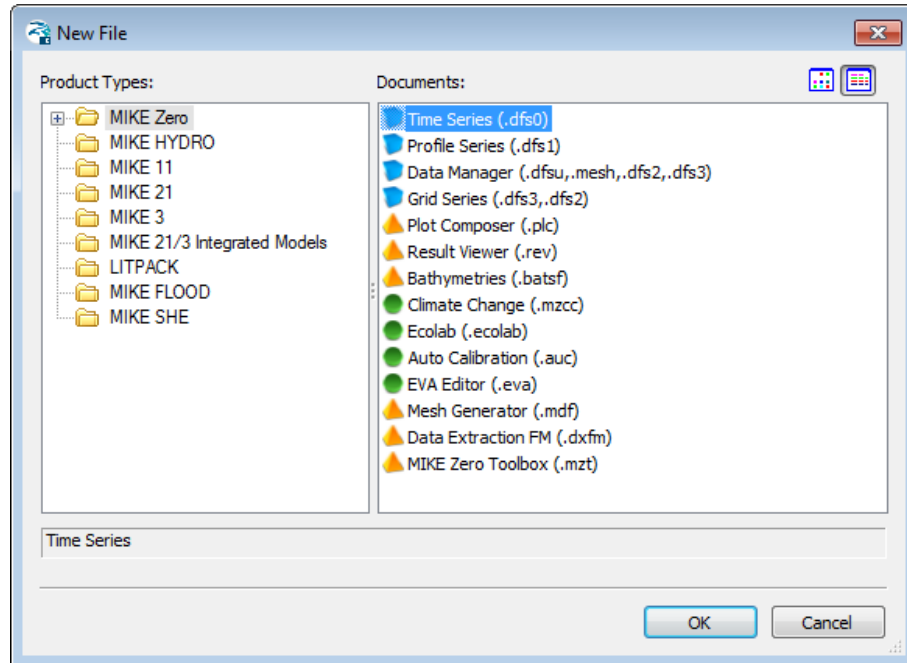 New File
Product Types:
MIKE Zero
MIKE HYDRO
MIKE 11
MIKE 21
MIKE 3
MIKE 21/3 Integrated Models
LITPACK
MIKE FLOOD
MIKE SHE
Documents:
Time Series (.dfs0)
Profile Series (.dfs1)
Data Manager (.dfsu,.mesh,.dfs2,.dfs3)
Grid Series (.dfs3,.dfs2)
Plot Composer (.plc)
Result Viewer (.rev)
Bathymetries (.batsf)
Climate Change (.mzcc)
Ecolab (.ecolab)
Auto Calibration (.auc)
EVA Editor (.eva)
Mesh Generator (.mdf)
Data Extraction FM (.dxfm)
MIKE Zero Toolbox (.mzt)
Time Series
OK
Cancel